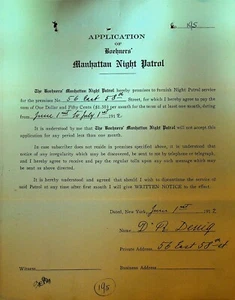 APPLICATION
OF
Boehners'
Manhattan Night Patrol
The Boehners' Manhattan Night Patrol hereby promises to furnish Night Patrol service
for the premises No. 56 East 58th Street, for which I hereby agree to pay the
sum of One Dollar and Fifty Cents ($1.50) per month for the term of at least one month, dating
from June 1st to July 1st 1912
It is understood by me that The Boehners' Manhattan Night Patrol will not accept this
application for any period less than one month.
In case subscriber does not reside in premises specified above, it is understood that
notice of any irregularity which may be discovered, be sent to me by telephone or telegraph,
and I hereby agree to receive and pay the regular tolls upon any such message which may
be sent as above directed.
It is hereby understood and agreed that should I wish to discontinue the service of
said Patrol at any time after first month I will give WRITTEN NOTICE to the effect.
Dated, New York, June 1st 1912
Name: Dr R. Denig
Private Address: 56 East 58th St
Witness: Business Address: